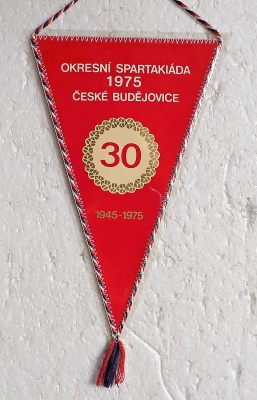 OKRESNÍ SPARTAKIÁDA
1975
ČESKÉ BUDĚJOVICE
30
1945-1975